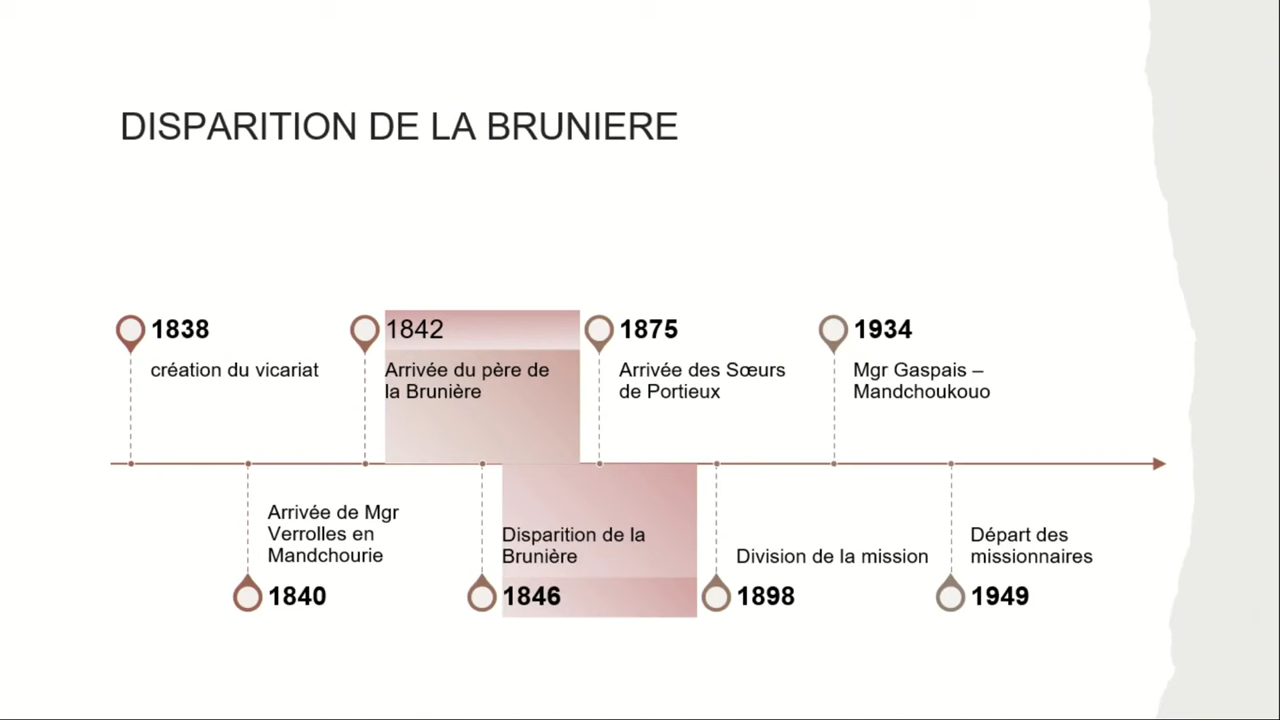 DISPARITION DE LA BRUNIERE
1838
création du vicariat
1842
Arrivée du père de
la Brunière
1875
Arrivée des Sœurs
de Portieux
1934
Mgr Gaspais –
Mandchoukouo
Arrivée de Mgr
Verrolles en
Mandchourie
1840
Disparition de la
Brunière
1846
Division de la mission
1898
Départ des
missionnaires
1949